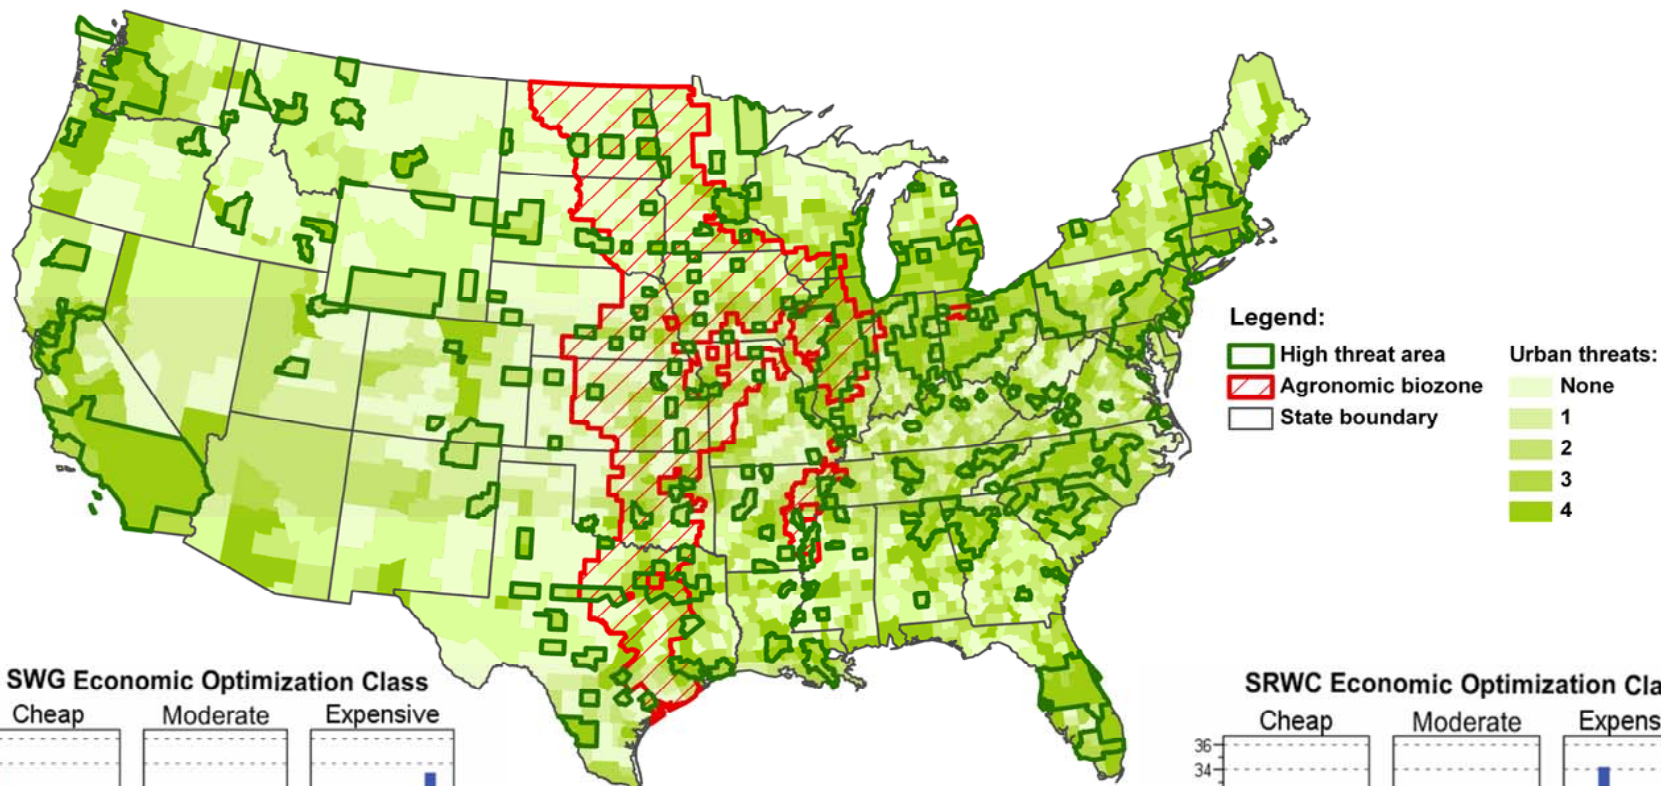 Legend:
High threat area
Agronomic biozone
State boundary
Urban threats:
None
1
2
3
4
SWG Economic Optimization Class
Cheap Moderate Expensive
SRWC Economic Optimization Cla
Cheap Moderate Expens
36
34